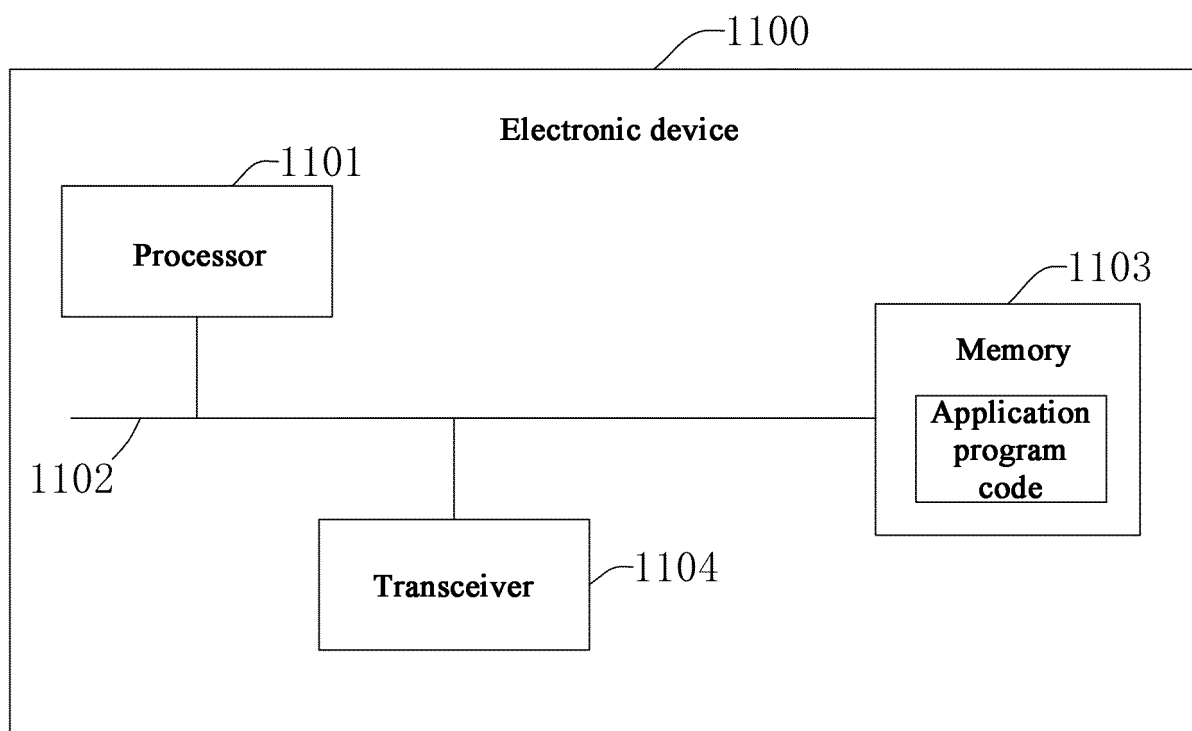 1100
Electronic device
1101
Processor
1103
Memory
Application
program
code
1102
1104
Transceiver